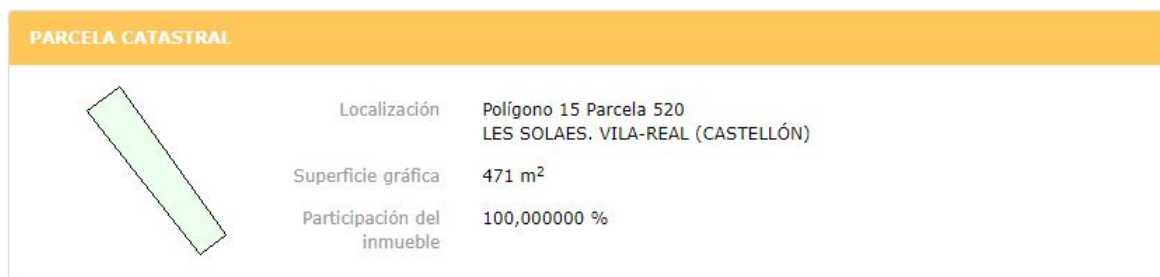 PARCELA CATASTRAL
Localización
Polígono 15 Parcela 520
LES SOLAES. VILA-REAL (CASTELLÓN)
Superficie gráfica
471 m²
Participación del
inmueble
100,000000 %